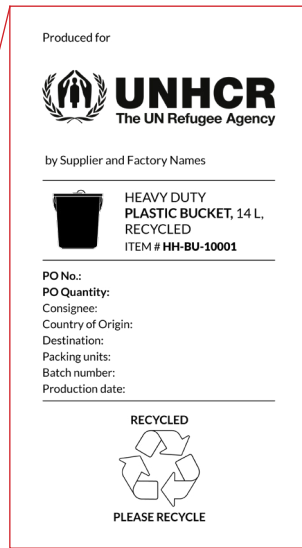 Produced for
UNHCR
The UN Refugee Agency
by Supplier and Factory Names
HEAVY DUTY
PLASTIC BUCKET, 14 L,
RECYCLED
ITEM # HH-BU-10001
PO No.:
PO Quantity:
Consignee:
Country of Origin:
Destination:
Packing units:
Batch number:
Production date:
RECYCLED
PLEASE RECYCLE